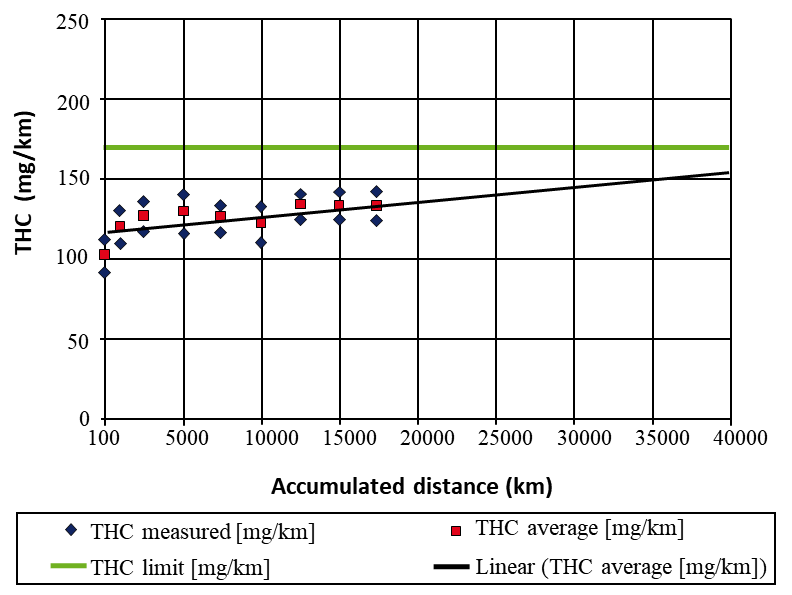 250
200
150
100
50
0
THC (mg/km)
100 5000 10000 15000 20000 25000 30000 35000 40000
Accumulated distance (km)
THC measured [mg/km] THC average [mg/km]
THC limit [mg/km] Linear (THC average [mg/km])